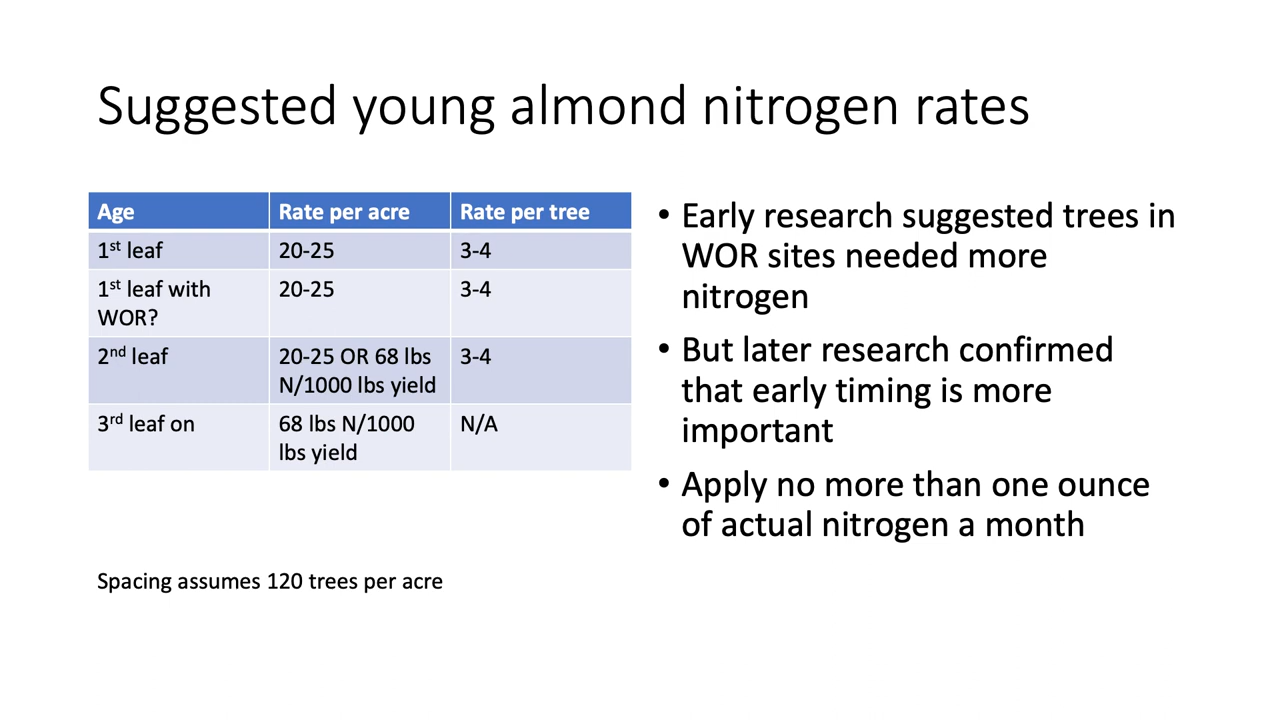 Suggested young almond nitrogen rates
Age Rate per acre Rate per tree
1st leaf 20-25 3-4
1st leaf with 20-25 3-4
WOR?
2nd leaf 20-25 OR 68 lbs 3-4
N/1000 lbs yield
3rd leaf on 68 lbs N/1000 N/A
lbs yield
Spacing assumes 120 trees per acre
• Early research suggested trees in
WOR sites needed more
nitrogen
• But later research confirmed
that early timing is more
important
• Apply no more than one ounce
of actual nitrogen a month